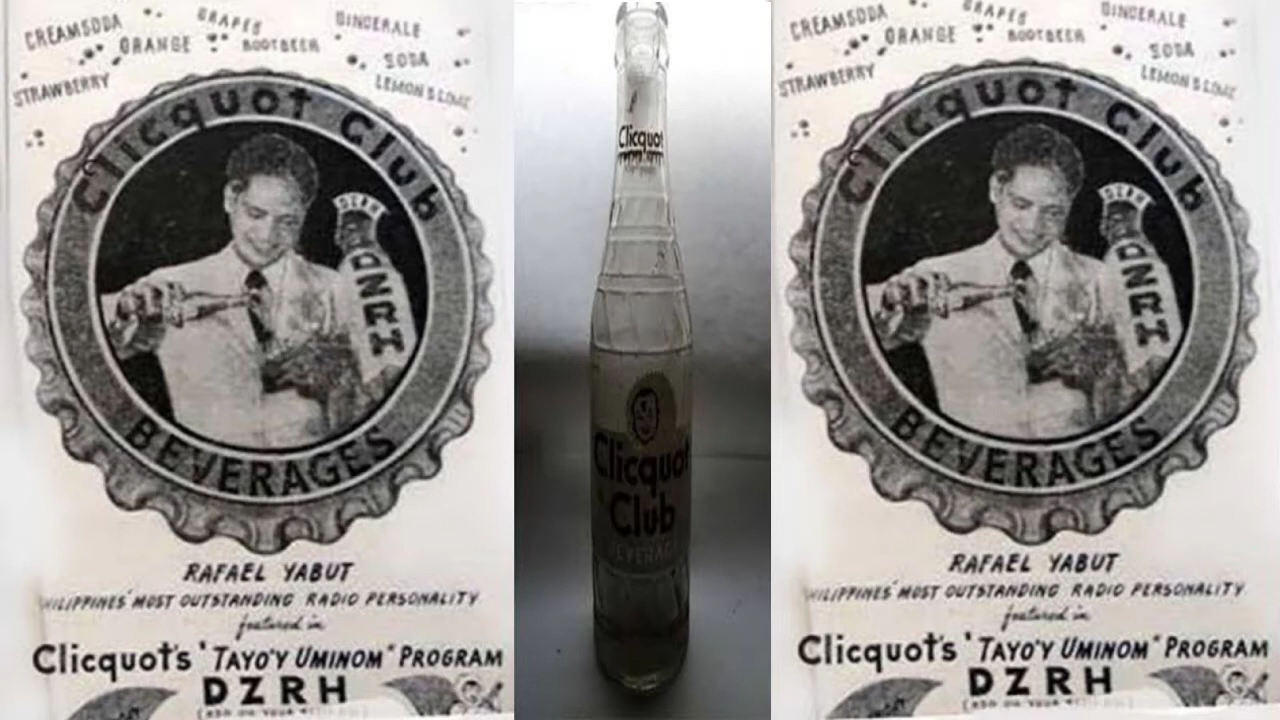 CREAMSODA
GRAPES
GINGERALE
ORANGE
ROOTBEER
SODA
STRAWBERRY
LEMON & LIME
Clicquot Club
DZRH
DZRH
BEVERAGES
RAFAEL YABUT
PHILIPPINES' MOST OUTSTANDING RADIO PERSONALITY
featured in
Clicquot's "TAYO'Y UMINOM" PROGRAM
DZRH
Clicquot
Clicquot
Club
BEVERAGE
CREAMSODA
GRAPES
GINGERALE
ORANGE
ROOTBEER
SODA
STRAWBERRY
LEMON & LIME
Clicquot Club
DZRH
DZRH
BEVERAGES
RAFAEL YABUT
PHILIPPINES' MOST OUTSTANDING RADIO PERSONALITY
featured in
Clicquot's "TAYO'Y UMINOM" PROGRAM
DZRH